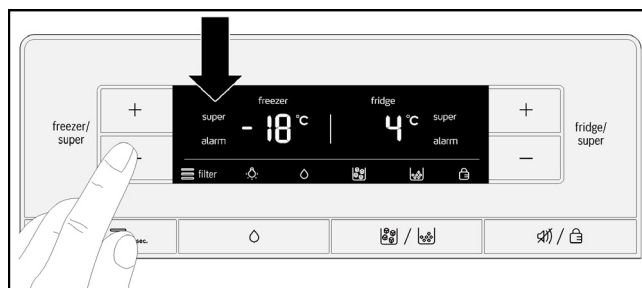 freezer/
super
+
super
alarm
freezer
-18 °C
fridge
4 °C
super
alarm
+
−
fridge/
super
filter
sec.
/
/